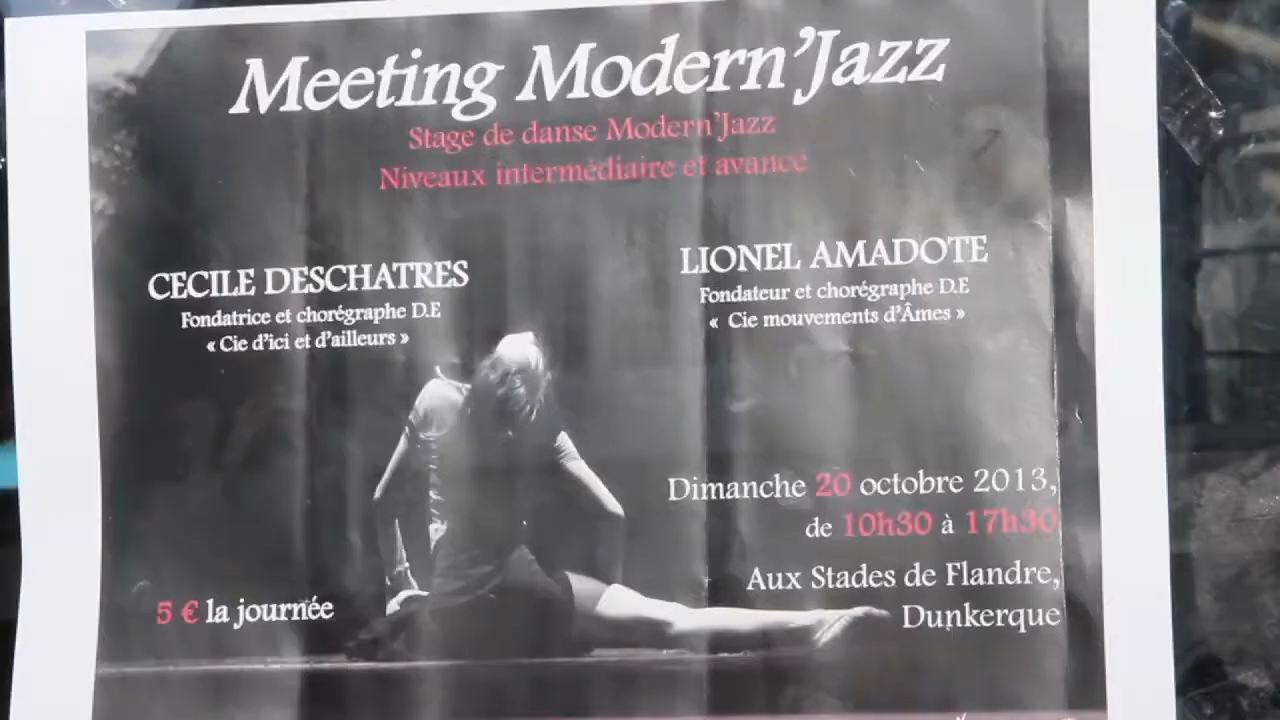 Meeting Modern'Jazz
Stage de danse Modern'Jazz
Niveaux intermédiaire et avancé
CECILE DESCHATRES
Fondatrice et chorégraphe D.E
« Cie d'ici et d'ailleurs »
LIONEL AMADOTE
Fondateur et chorégraphe D.E
« Cie mouvements d'Âmes »
Dimanche 20 octobre 2013,
de 10h30 à 17h30
Aux Stades de Flandre,
Dunkerque
5 € la journée